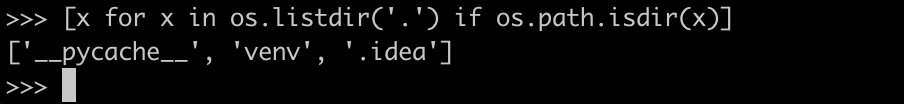 >>> [x for x in os.listdir('.') if os.path.isdir(x)]
['__pycache__', 'venv', '.idea']
>>>